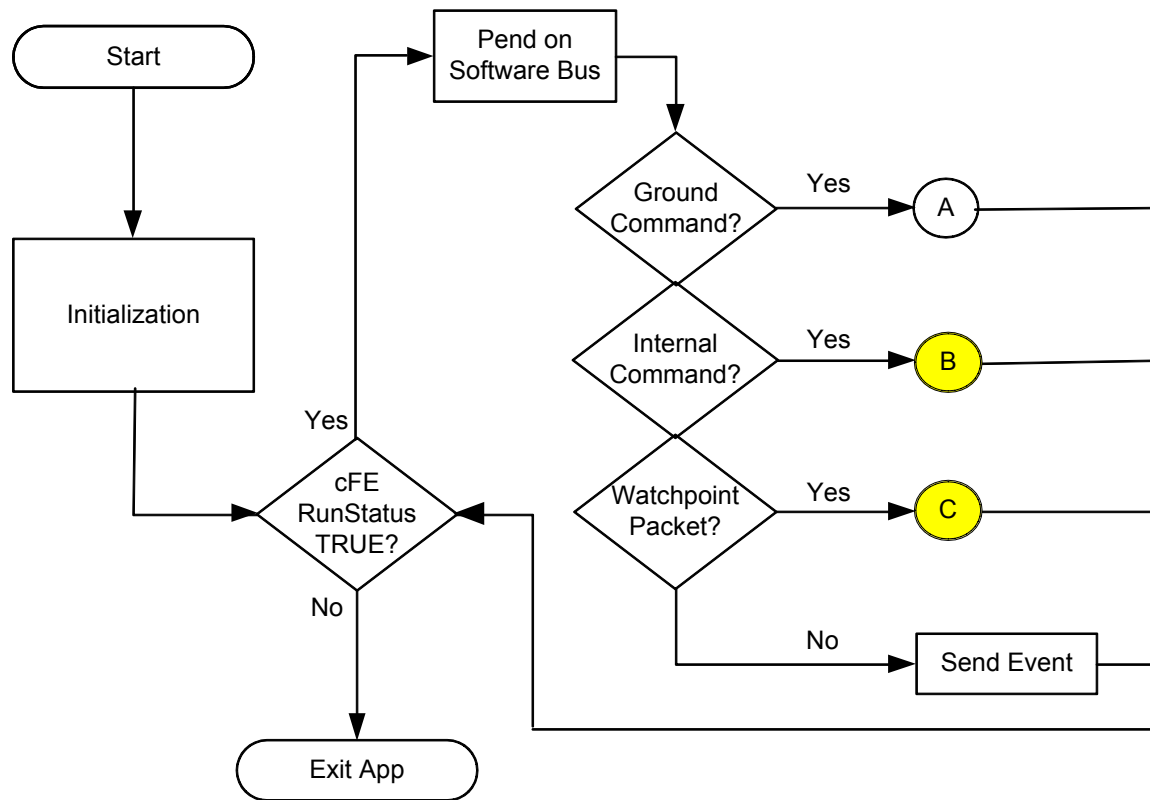 Start
Pend on
Software Bus
Ground
Command?
Yes
A
Initialization
Internal
Command?
Yes
B
Yes
cFE
RunStatus
TRUE?
Watchpoint
Packet?
Yes
C
No
No
Send Event
Exit App